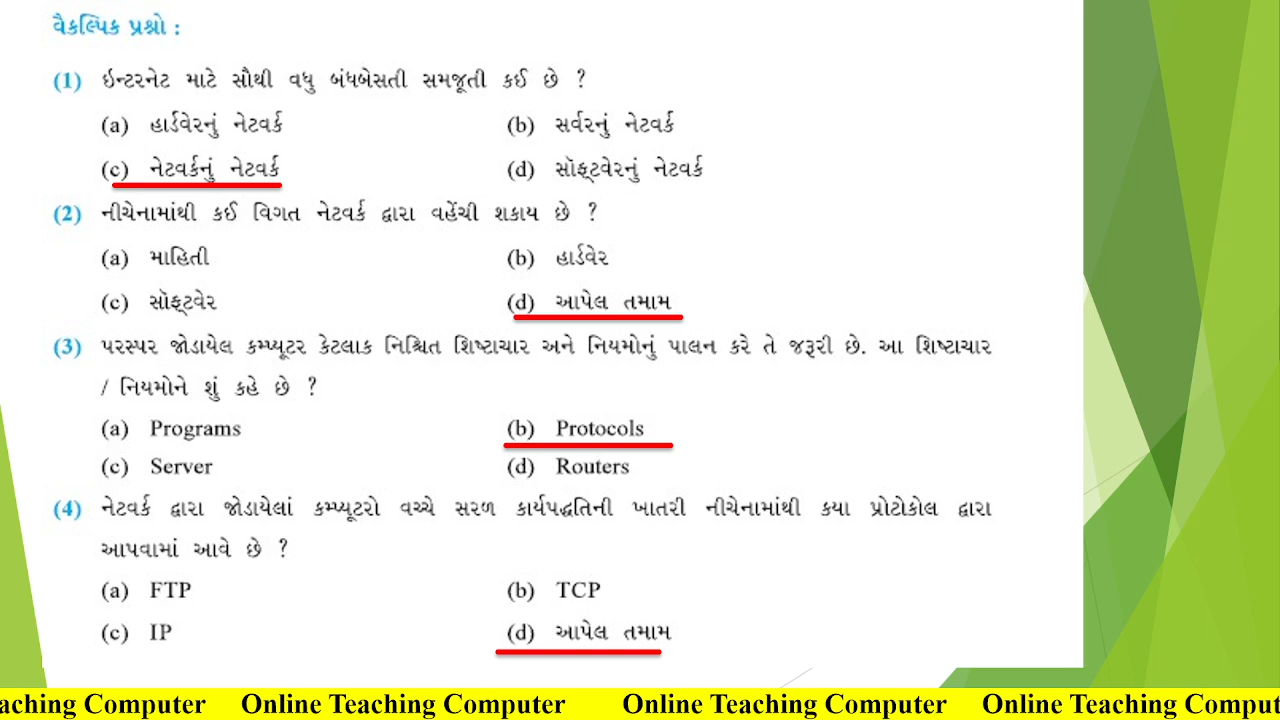 વૈકલ્પિક પ્રશ્નો :
(1) ઇન્ટરનેટ માટે સૌથી વધુ બંધબેસતી સમજૂતી કઈ છે ?
(a) હાર્ડવેરનું નેટવર્ક (b) સર્વરનું નેટવર્ક
(c) નેટવર્કનું નેટવર્ક (d) સૉફ્ટવેરનું નેટવર્ક
(2) નીચેનામાંથી કઈ વિગત નેટવર્ક દ્વારા વહેંચી શકાય છે ?
(a) માહિતી (b) હાર્ડવેર
(c) સૉફ્ટવેર (d) આપેલ તમામ
(3) પરસ્પર જોડાયેલ કમ્પ્યૂટર કેટલાક નિશ્ચિત શિષ્ટાચાર અને નિયમોનું પાલન કરે તે જરૂરી છે. આ શિષ્ટાચાર
/ નિયમોને શું કહે છે ?
(a) Programs (b) Protocols
(c) Server (d) Routers
(4) નેટવર્ક દ્વારા જોડાયેલાં કમ્પ્યૂટરો વચ્ચે સરળ કાર્યપદ્ધતિની ખાતરી નીચેનામાંથી કયા પ્રોટોકોલ દ્વારા
આપવામાં આવે છે ?
(a) FTP (b) TCP
(c) IP (d) આપેલ તમામ
aching Computer Online Teaching Computer Online Teaching Computer Online Teaching Comput